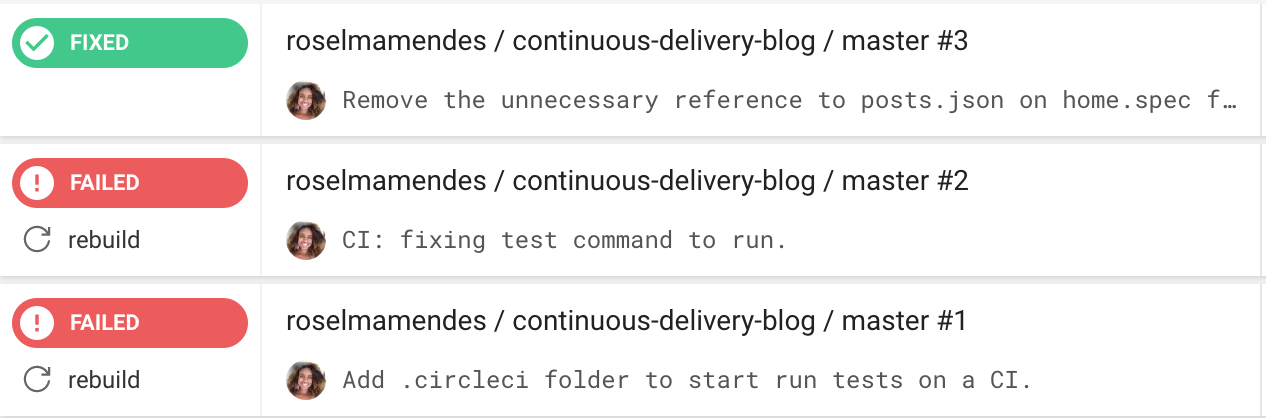 FIXED
roselmamendes / continuous-delivery-blog / master #3
Remove the unnecessary reference to posts.json on home.spec f…
FAILED
roselmamendes / continuous-delivery-blog / master #2
rebuild
CI: fixing test command to run.
FAILED
roselmamendes / continuous-delivery-blog / master #1
rebuild
Add .circleci folder to start run tests on a CI.